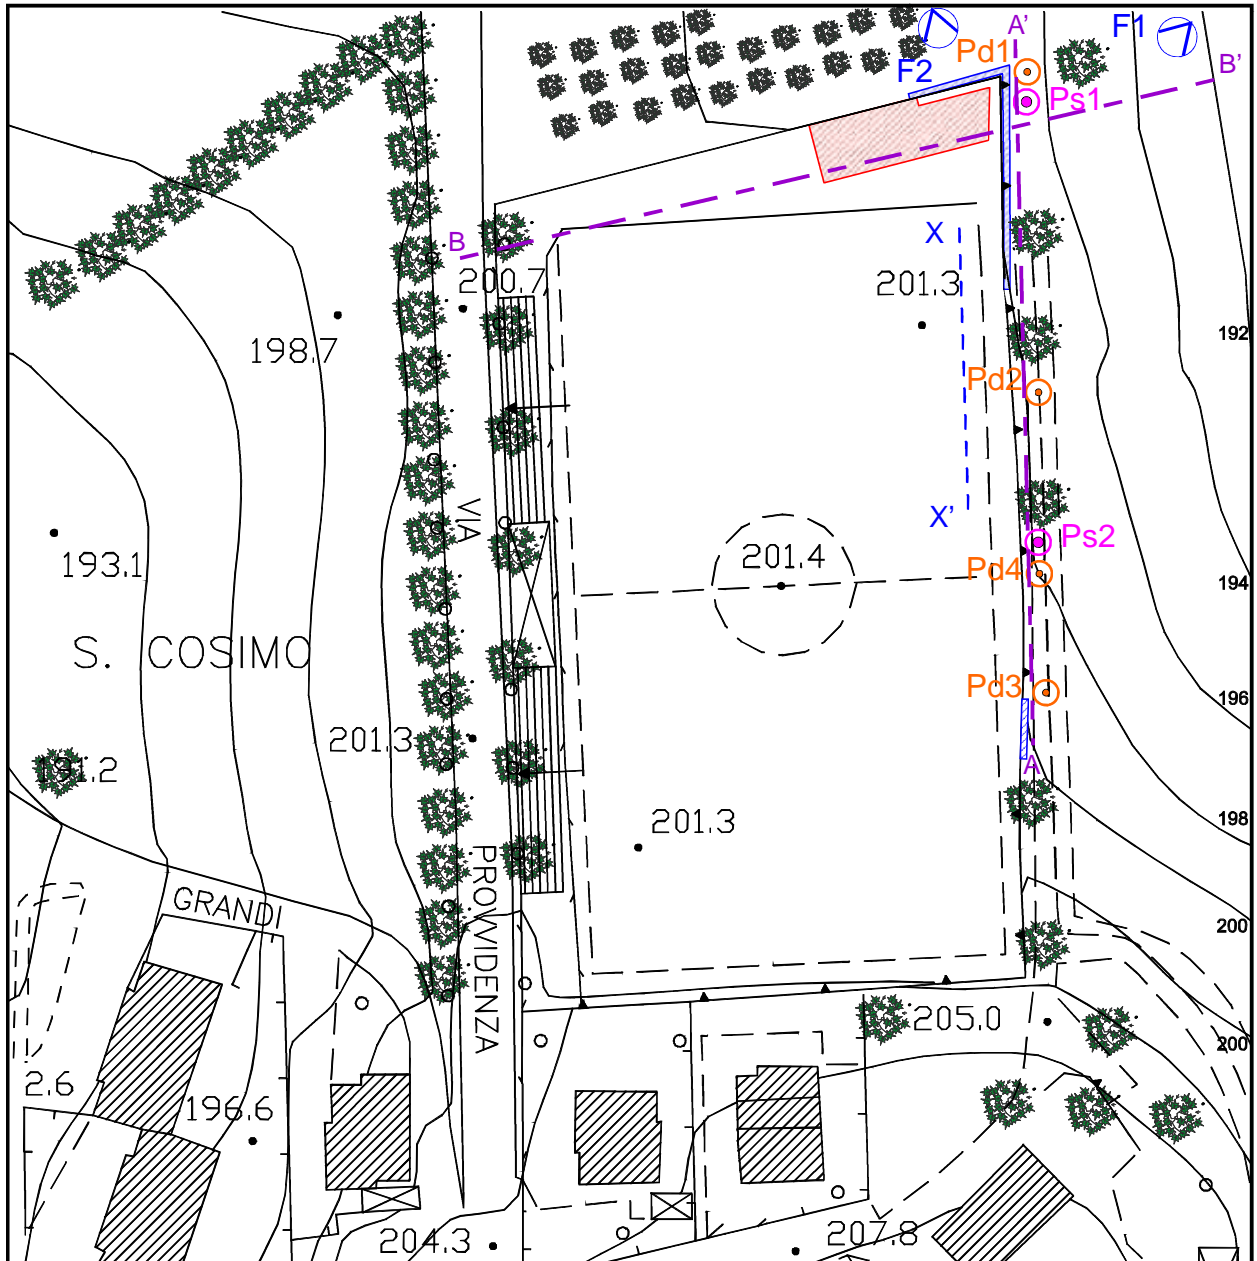 A'
F1
Pd1
F2
B'
Ps1
B
X
200.7
201.3
198.7
192
Pd2
X'
VIA
Ps2
201.4
193.1
Pd4
194
S. COSIMO
Pd3
196
201.3
A
191.2
201.3
198
PROVVIDENZA
GRANDI
200
205.0
200
2.6
196.6
204.3
207.8